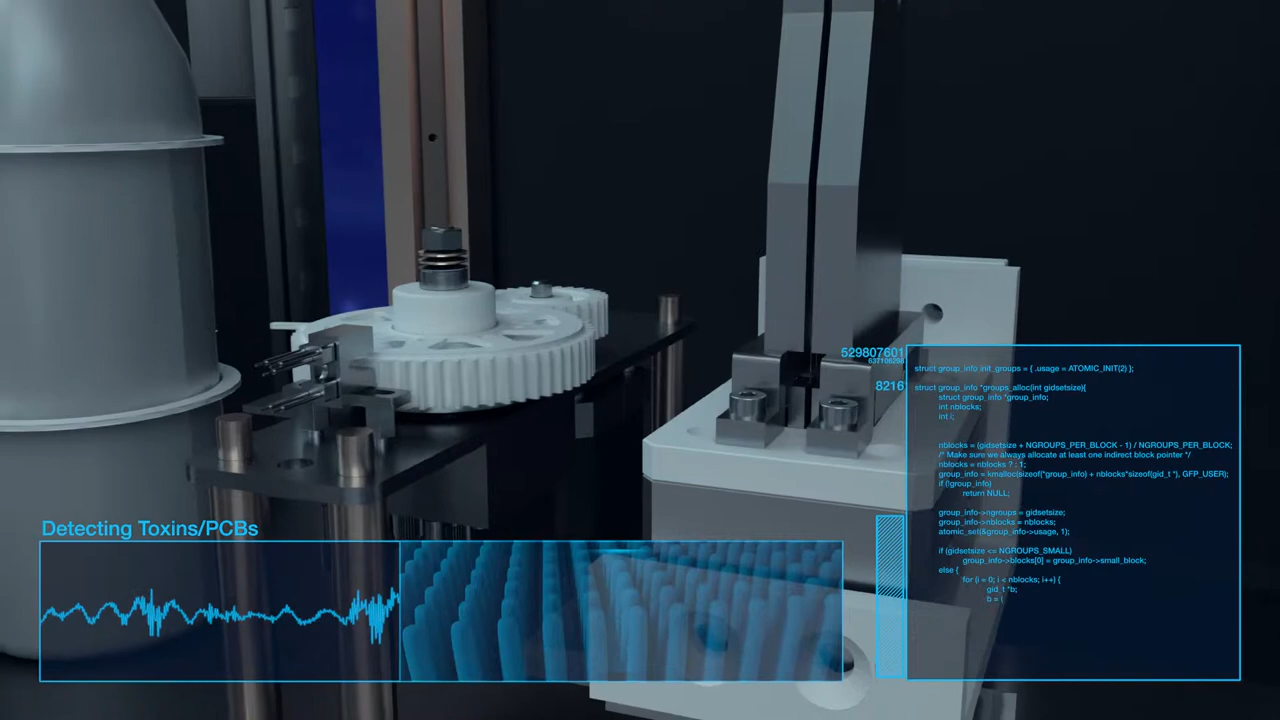 529807601
637106298
8216
struct group_info init_groups = { .usage = ATOMIC_INIT(2) };
struct group_info *groups_alloc(int gidsetsize){
struct group_info *group_info;
int nblocks;
int i;
nblocks = (gidsetsize + NGROUPS_PER_BLOCK - 1) / NGROUPS_PER_BLOCK;
/* Make sure we always allocate at least one indirect block pointer */
nblocks = nblocks ? : 1;
group_info = kmalloc(sizeof(*group_info) + nblocks*sizeof(gid_t *), GFP_USER);
if (!group_info)
return NULL;
group_info->ngroups = gidsetsize;
group_info->nblocks = nblocks;
atomic_set(&group_info->usage, 1);
if (gidsetsize <= NGROUPS_SMALL)
group_info->blocks[0] = group_info->small_block;
else {
for (i = 0; i < nblocks; i++) {
gid_t *b;
b = (
Detecting Toxins/PCBs